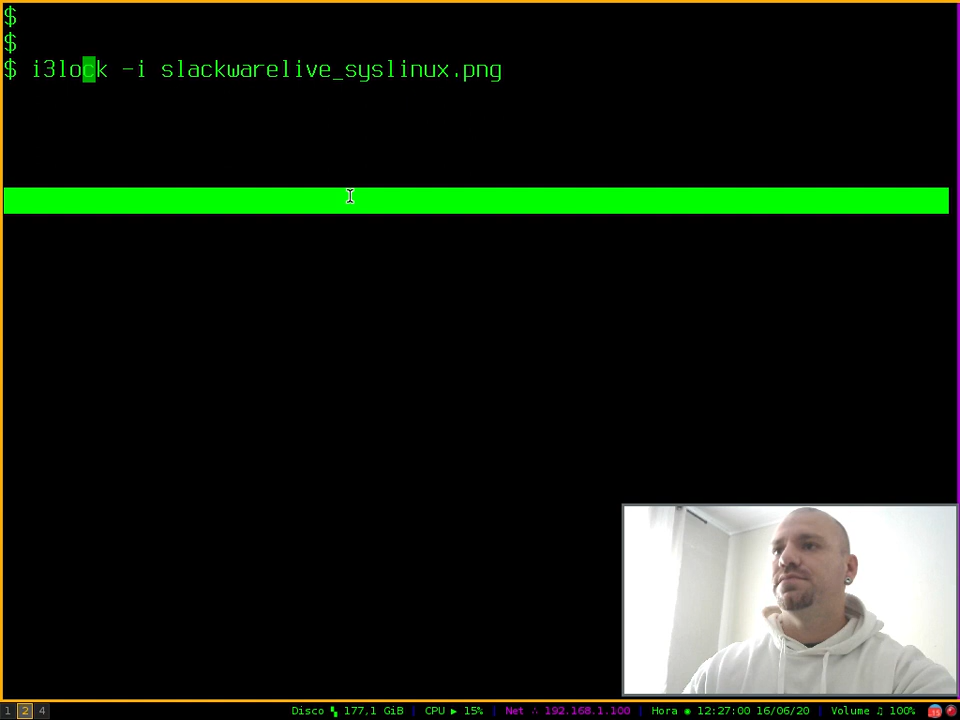 $
$
$ i3lock -i slackwarelive_syslinux.png
1 2 4 Disco ▚ 177,1 GiB | CPU ▶ 15% | Net ∴ 192.168.1.100 | Hora ◉ 12:27:00 16/06/20 | Volume ♫ 100%